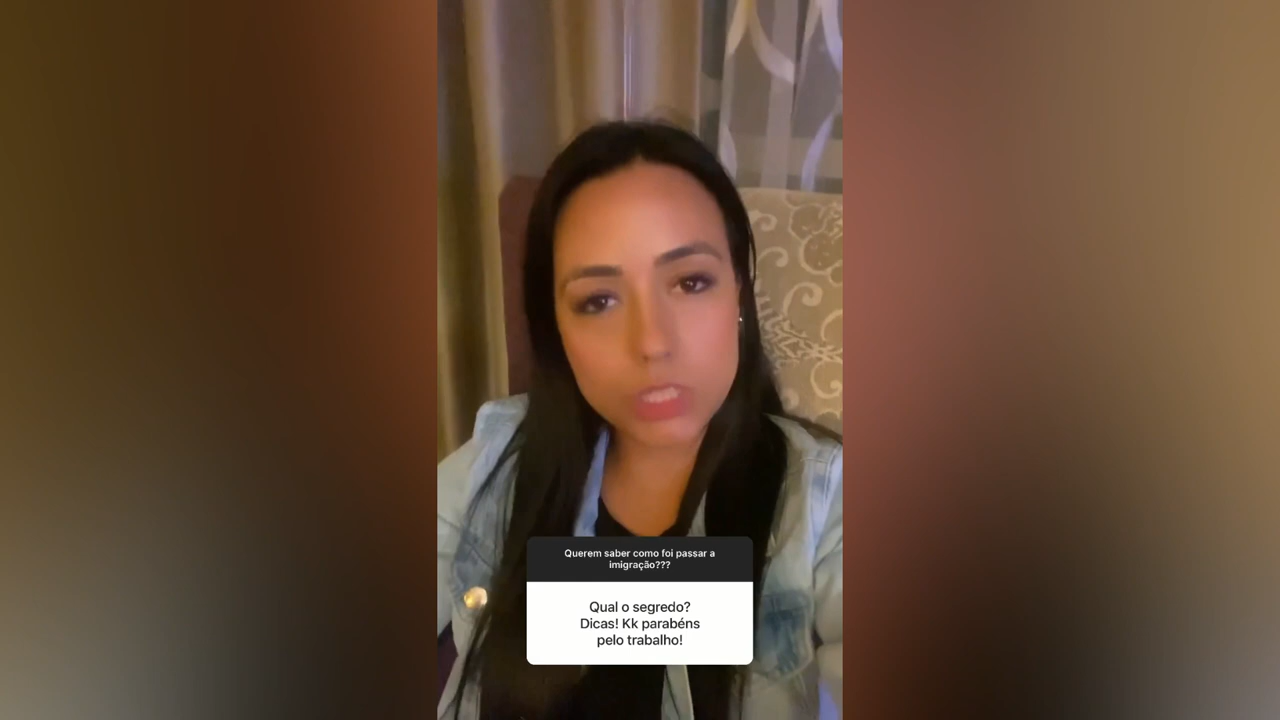 Querem saber como foi passar a
imigração???
Qual o segredo?
Dicas! Kk parabéns
pelo trabalho!